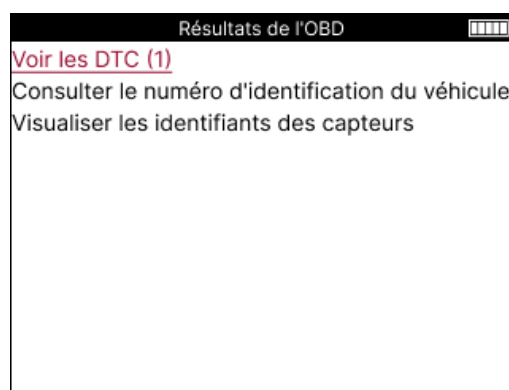 Résultats de l'OBD
Voir les DTC (1)
Consulter le numéro d'identification du véhicule
Visualiser les identifiants des capteurs